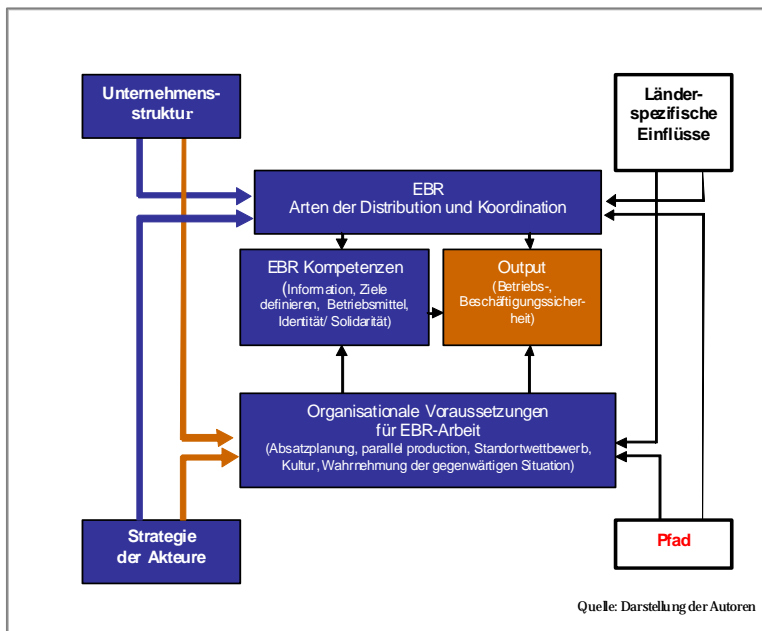 Unternehmens-
struktur
Länder-
spezifische
Einflüsse
EBR
Arten der Distribution und Koordination
EBR Kompetenzen
(Information, Ziele
definieren, Betriebsmittel,
Identität/ Solidarität)
Output
(Betriebs-,
Beschäftigungssicher-
heit)
Organisationale Voraussetzungen
für EBR-Arbeit
(Absatzplanung, parallel production, Standortwettbewerb,
Kultur, Wahrnehmung der gegenwärtigen Situation)
Strategie
der Akteure
Pfad
Quelle: Darstellung der Autoren